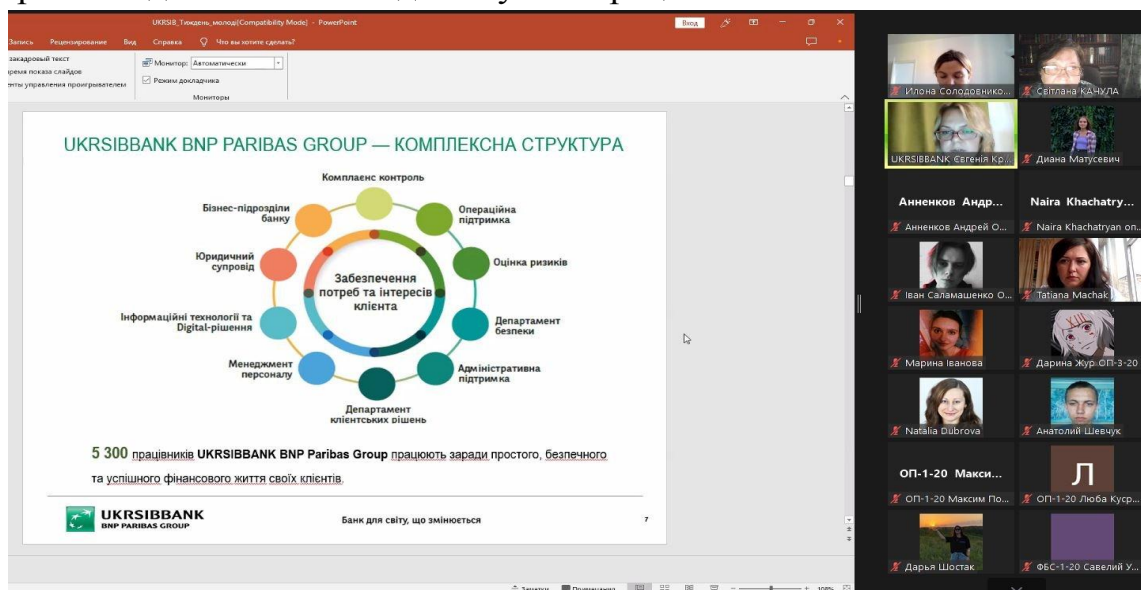 UKRSIB_Тиждень_молоді[Compatibility Mode] - PowerPoint
Вход
Запись Рецензирование Вид Справка Что вы хотите сделать?
закадровый текст
время показа слайдов
Монитор: Автоматически
Режим докладчика
управления проигрывателем
Мониторы
UKRSIBBANK BNP PARIBAS GROUP — КОМПЛЕКСНА СТРУКТУРА
Комплаєнс контроль
Операційна
підтримка
Оцінка ризиків
Департамент
безпеки
Адміністративна
підтримка
Департамент
клієнтських рішень
Менеджмент
персоналу
Інформаційні технології та
Digital-рішення
Юридичний
супровід
Бізнес-підрозділи
банку
Забезпечення
потреб та інтересів
клієнта
5 300 працівників UKRSIBBANK BNP Paribas Group працюють заради простого, безпечного
та успішного фінансового життя своїх клієнтів.
UKRSIBBANK
BNP PARIBAS GROUP
Банк для світу, що змінюється
7
Заметки Примечания
108%
Илона Солодовнико...
Світлана КАЧУЛА
UKRSIBBANK Євгенія Кр...
Диана Матусевич
Анненков Андр...
Анненков Андрей О...
Naira Khachatry...
Naira Khachatryan on...
Іван Саламашенко О...
Tatiana Machak
Марина Іванова
Дарина Жур ОП-3-20
Natalia Dubrova
Анатолий Шевчук
ОП-1-20 Макси...
ОП-1-20 Максим По...
Л
ОП-1-20 Люба Куср...
Дарья Шостак
ФБС-1-20 Савелий У...